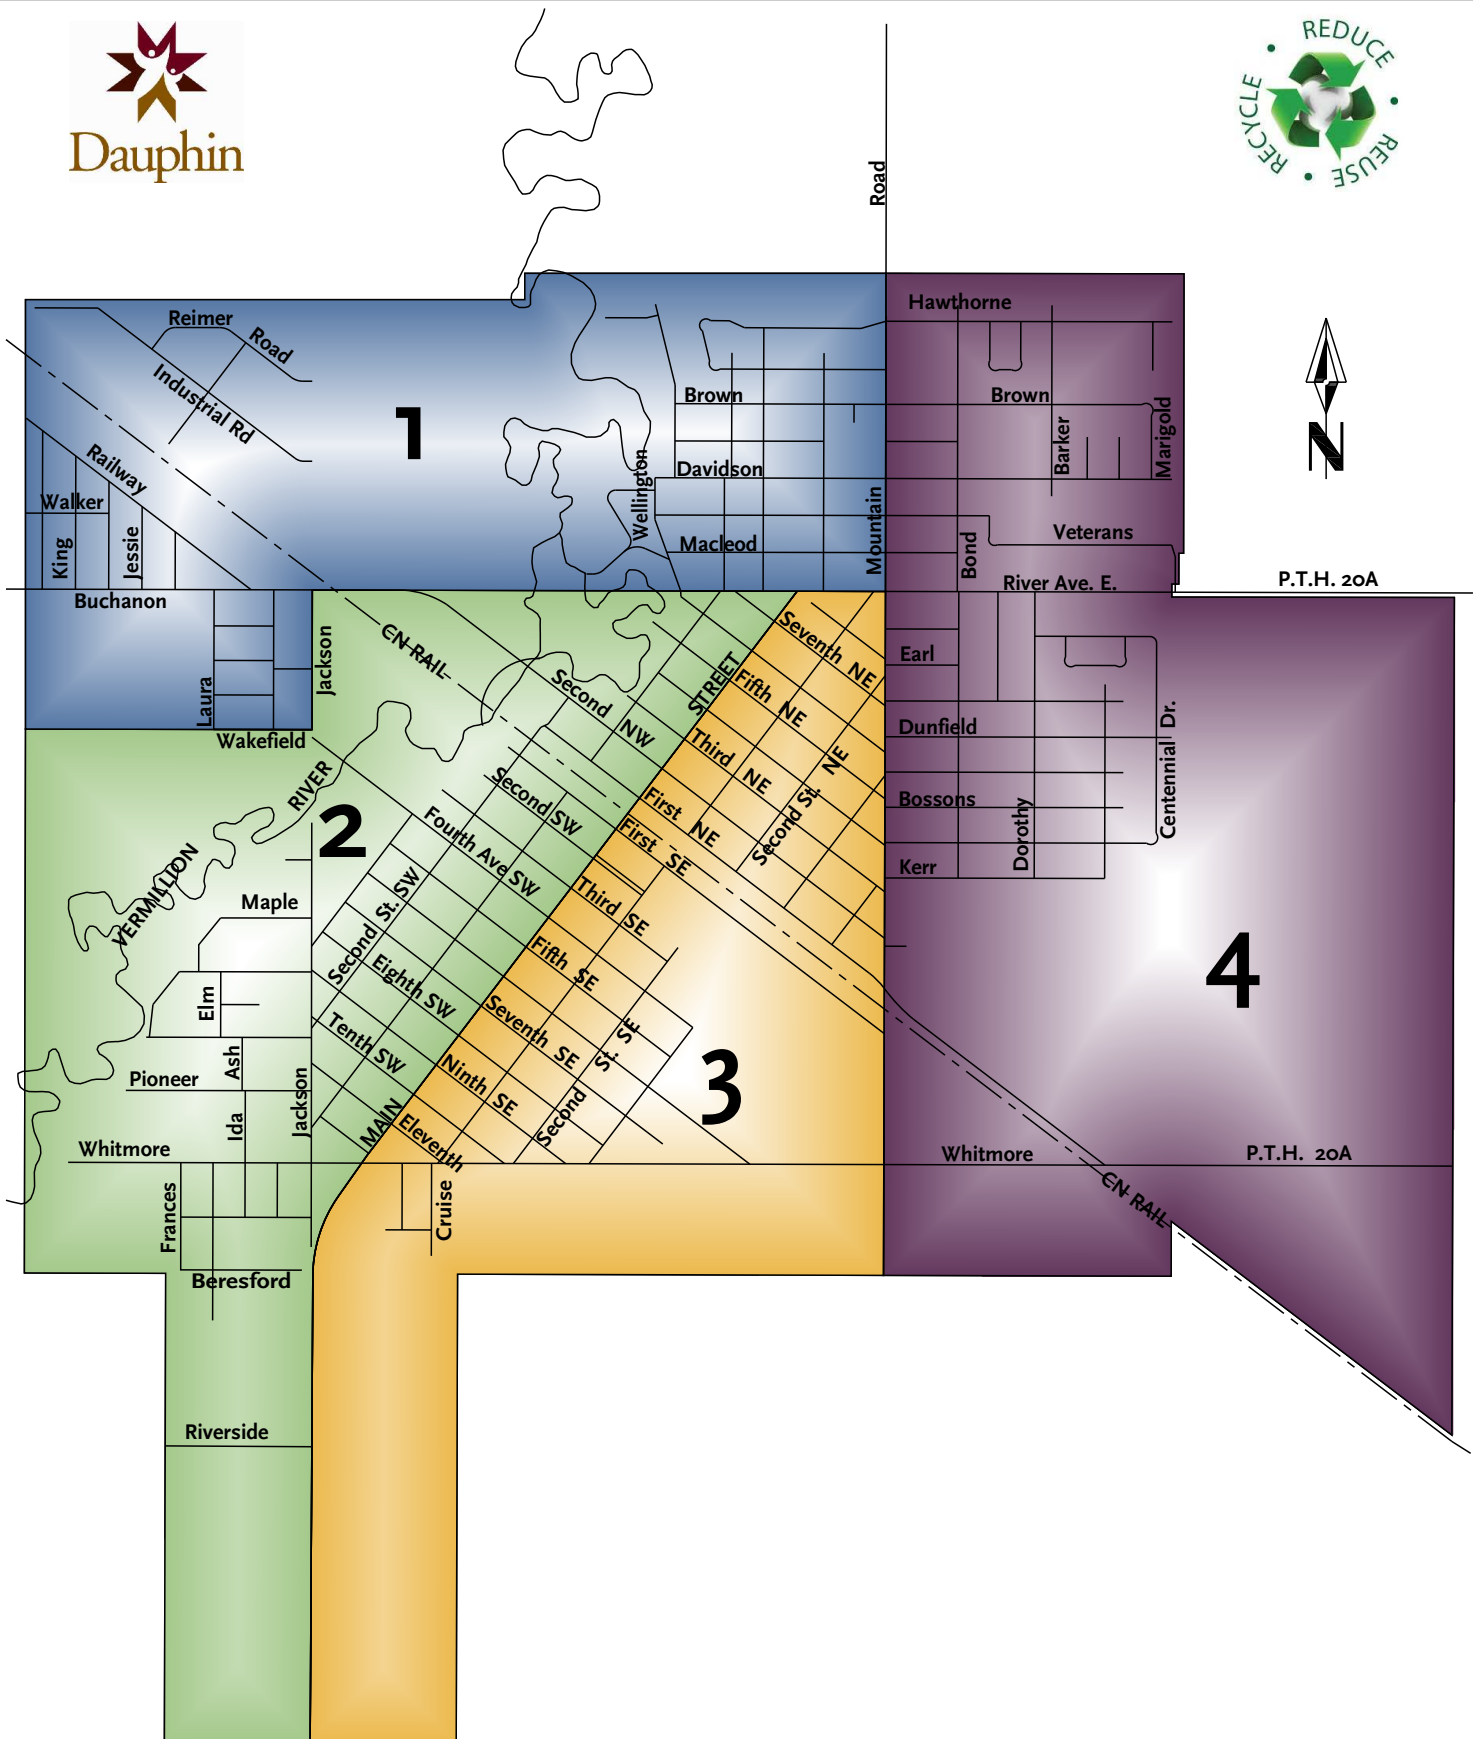 Dauphin
REDUCE
REUSE
RECYCLE
Road
Hawthorne
Reimer
Road
Industrial Rd
Brown
Brown
1
Barker
Marigold
N
Railway
Davidson
Wellington
Walker
Mountain
King
Jessie
Macleod
Bond
Veterans
River Ave. E.
P.T.H. 20A
Buchanon
Jackson
CN RAIL
Seventh NE
Earl
Laura
Second NW
STREET
Fifth NE
Wakefield
Dunfield
Centennial Dr.
Third NE
Second St. NE
RIVER
2
Second SW
First NE
Bossons
Dorothy
Fourth Ave SW
First SE
Kerr
VERMILLION
Maple
Second St. SW
Third SE
4
Elm
Eighth SW
Fifth SE
Tenth SW
Seventh SE
Second St. SE
3
Ash
Pioneer
Jackson
Ninth SE
Ida
MAIN
Eleventh
Whitmore
Whitmore
P.T.H. 20A
CN RAIL
Frances
Cruise
Beresford
Riverside